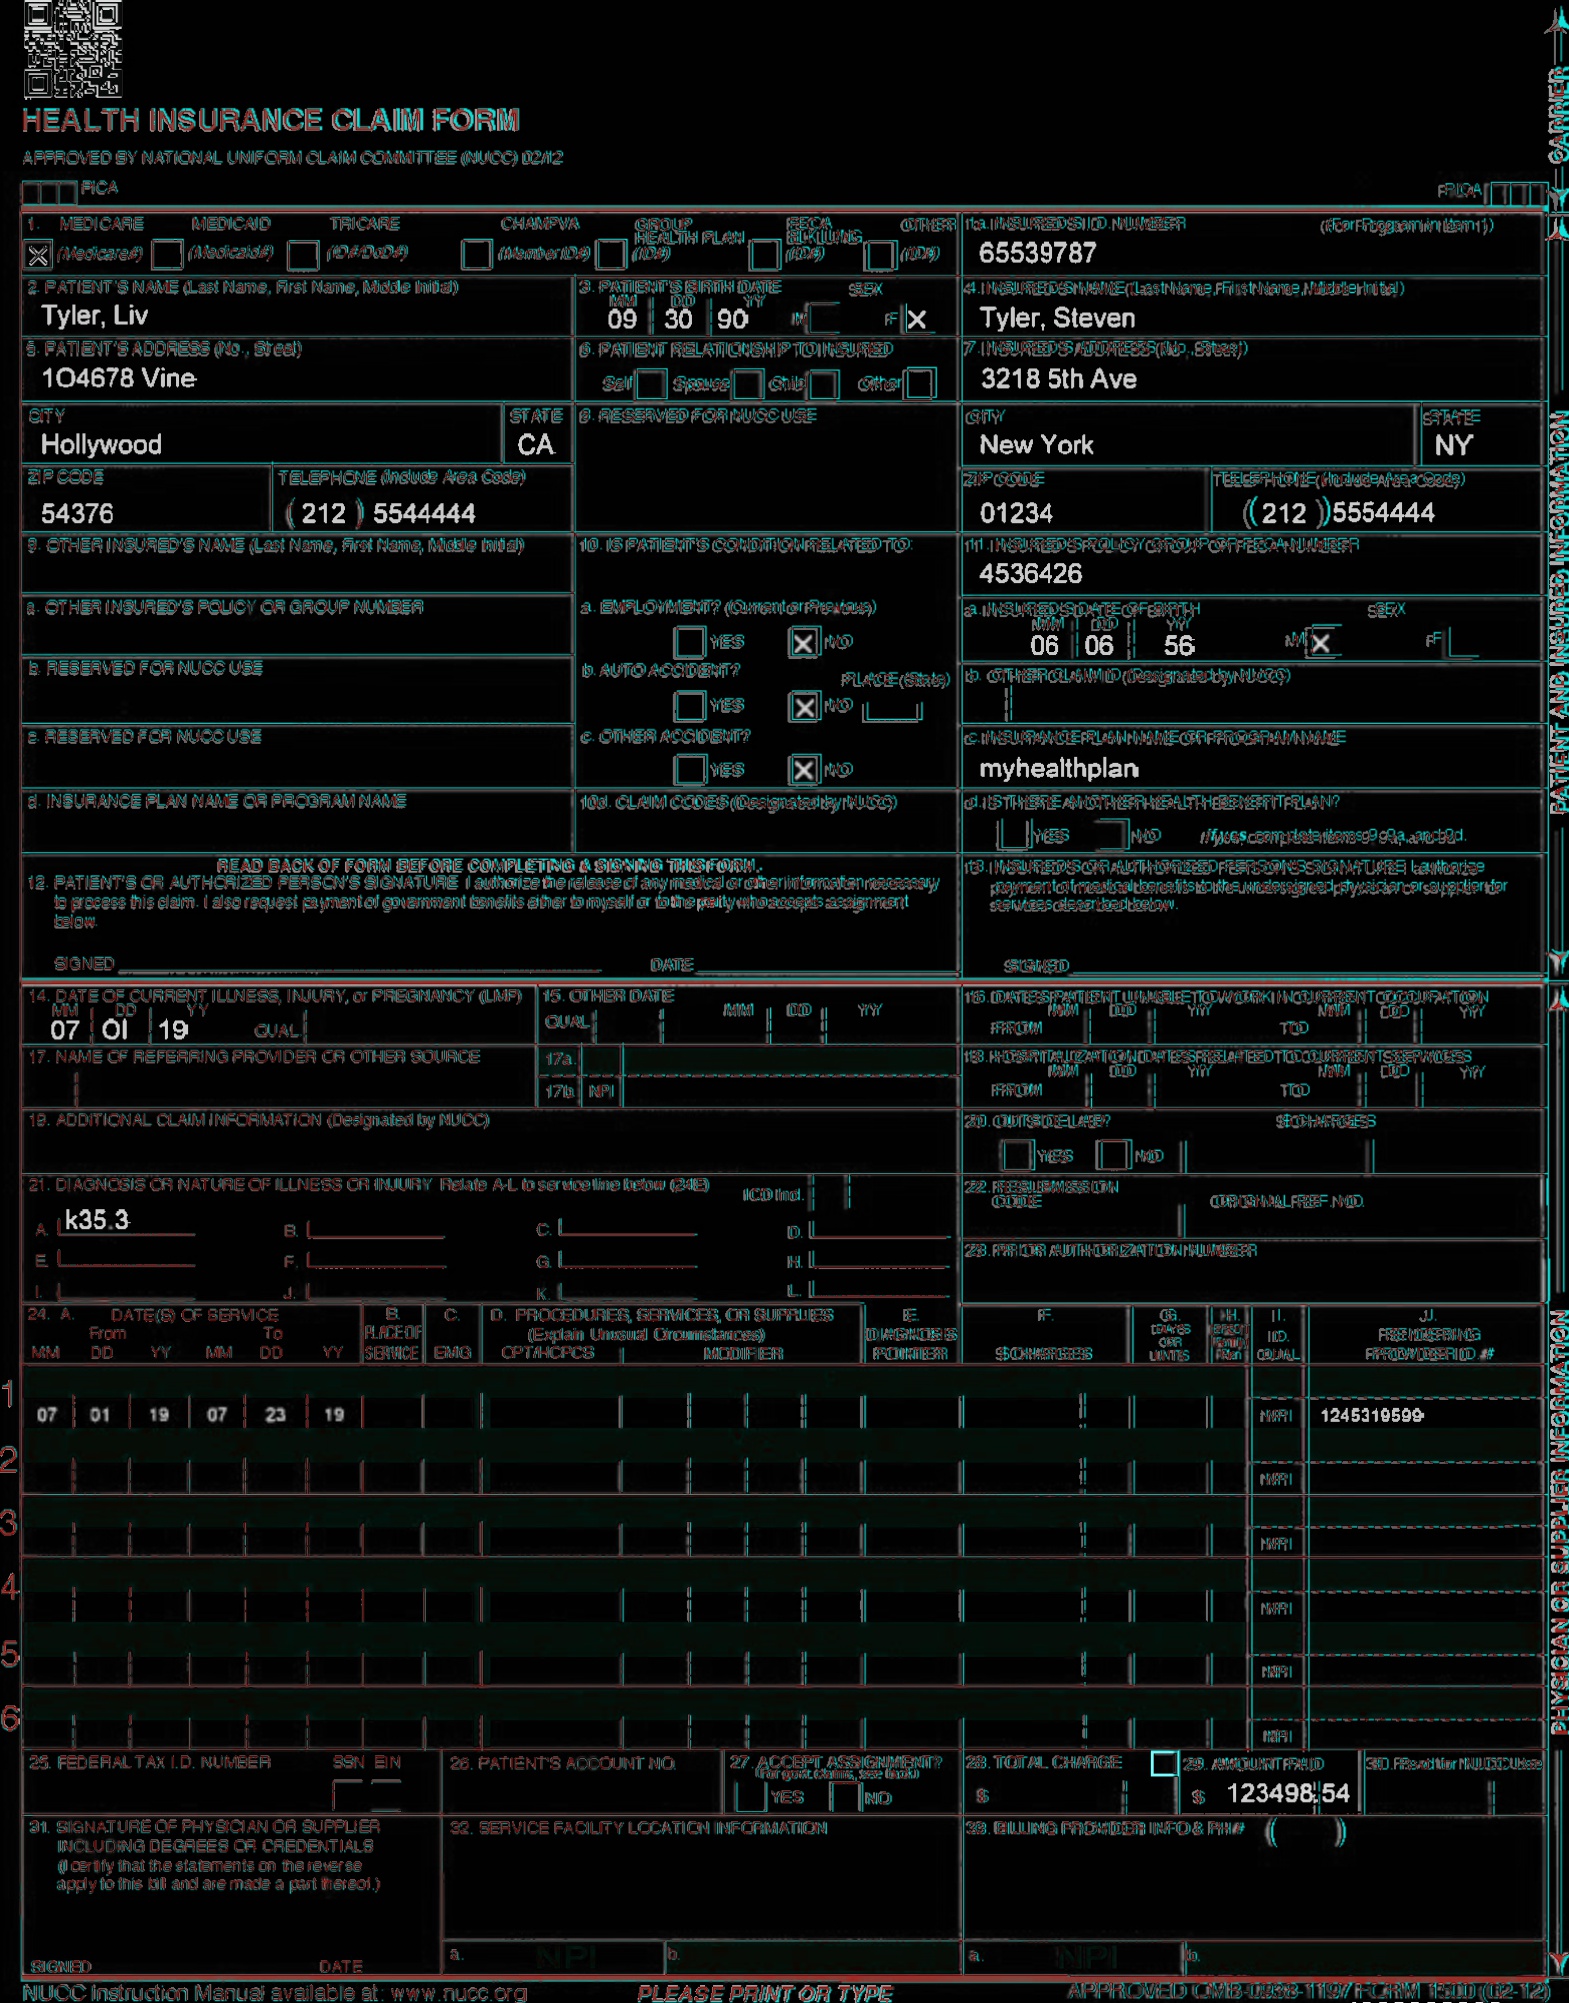 HEALTH INSURANCE CLAIM FORM
APPROVED BY NATIONAL UNIFORM CLAIM COMMITTEE (NUCC) 02/12
PICA
PICA
CARRIER
1. MEDICARE MEDICAID TRICARE CHAMPVA GROUP HEALTH PLAN FECA BLK LUNG OTHER
(Medicare#) (Medicaid#) (ID#/DoD#) (Member ID#) (ID#) (ID#) (ID#)
1a. INSURED'S I.D. NUMBER (For Program in Item 1)
65539787
2. PATIENT'S NAME (Last Name, First Name, Middle Initial)
Tyler, Liv
3. PATIENT'S BIRTH DATE SEX
MM DD YY
09 30 90 M F X
4. INSURED'S NAME (Last Name, First Name, Middle Initial)
Tyler, Steven
5. PATIENT'S ADDRESS (No., Street)
1O4678 Vine
6. PATIENT RELATIONSHIP TO INSURED
Self Spouse Child Other
7. INSURED'S ADDRESS (No., Street)
3218 5th Ave
CITY STATE
Hollywood CA
8. RESERVED FOR NUCC USE
CITY STATE
New York NY
ZIP CODE TELEPHONE (Include Area Code)
54376 (212) 5544444
ZIP CODE TELEPHONE (Include Area Code)
01234 (212) 5554444
9. OTHER INSURED'S NAME (Last Name, First Name, Middle Initial)
10. IS PATIENT'S CONDITION RELATED TO:
11. INSURED'S POLICY GROUP OR FECA NUMBER
4536426
a. OTHER INSURED'S POLICY OR GROUP NUMBER
a. EMPLOYMENT? (Current or Previous)
YES X NO
a. INSURED'S DATE OF BIRTH SEX
MM DD YY
06 06 56 M X F
b. RESERVED FOR NUCC USE
b. AUTO ACCIDENT? PLACE (State)
YES X NO
b. OTHER CLAIM ID (Designated by NUCC)
c. RESERVED FOR NUCC USE
c. OTHER ACCIDENT?
YES X NO
c. INSURANCE PLAN NAME OR PROGRAM NAME
myhealthplan
d. INSURANCE PLAN NAME OR PROGRAM NAME
10d. CLAIM CODES (Designated by NUCC)
d. IS THERE ANOTHER HEALTH BENEFIT PLAN?
YES NO If yes, complete items 9, 9a, and 9d.
READ BACK OF FORM BEFORE COMPLETING & SIGNING THIS FORM.
12. PATIENT'S OR AUTHORIZED PERSON'S SIGNATURE I authorize the release of any medical or other information necessary
to process this claim. I also request payment of government benefits either to myself or to the party who accepts assignment
below.
SIGNED DATE
13. INSURED'S OR AUTHORIZED PERSON'S SIGNATURE I authorize
payment of medical benefits to the undersigned physician or supplier for
services described below.
SIGNED
PATIENT AND INSURED INFORMATION
14. DATE OF CURRENT ILLNESS, INJURY, or PREGNANCY (LMP)
MM DD YY
07 OI 19 QUAL.
15. OTHER DATE
QUAL. MM DD YY
16. DATES PATIENT UNABLE TO WORK IN CURRENT OCCUPATION
MM DD YY MM DD YY
FROM TO
17. NAME OF REFERRING PROVIDER OR OTHER SOURCE
17a.
17b. NPI
18. HOSPITALIZATION DATES RELATED TO CURRENT SERVICES
MM DD YY MM DD YY
FROM TO
19. ADDITIONAL CLAIM INFORMATION (Designated by NUCC)
20. OUTSIDE LAB? $ CHARGES
YES NO
21. DIAGNOSIS OR NATURE OF ILLNESS OR INJURY Relate A-L to service line below (24E) ICD Ind.
A. k35.3 B. C. D.
E. F. G. H.
I. J. K. L.
22. RESUBMISSION CODE ORIGINAL REF. NO.
23. PRIOR AUTHORIZATION NUMBER
24. A. DATE(S) OF SERVICE B. C. D. PROCEDURES, SERVICES, OR SUPPLIES E. F. G. H. I. J.
From To PLACE OF (Explain Unusual Circumstances) DIAGNOSIS DAYS OR ID. RENDERING
MM DD YY MM DD YY SERVICE EMG CPT/HCPCS MODIFIER POINTER $ CHARGES UNITS QUAL. PROVIDER ID. #
1 07 01 19 07 23 19 NPI 1245319599
2 NPI
3 NPI
4 NPI
5 NPI
6 NPI
25. FEDERAL TAX I.D. NUMBER SSN EIN
26. PATIENT'S ACCOUNT NO.
27. ACCEPT ASSIGNMENT?
(For govt. claims, see back)
YES NO
28. TOTAL CHARGE
$
29. AMOUNT PAID
$ 123498.54
30. Rsvd for NUCC Use
31. SIGNATURE OF PHYSICIAN OR SUPPLIER
INCLUDING DEGREES OR CREDENTIALS
(I certify that the statements on the reverse
apply to this bill and are made a part thereof.)
SIGNED DATE
32. SERVICE FACILITY LOCATION INFORMATION
a. NPI b.
33. BILLING PROVIDER INFO & PH # ( )
a. NPI b.
PHYSICIAN OR SUPPLIER INFORMATION
NUCC Instruction Manual available at: www.nucc.org
PLEASE PRINT OR TYPE
APPROVED OMB-0938-1197 FORM 1500 (02-12)